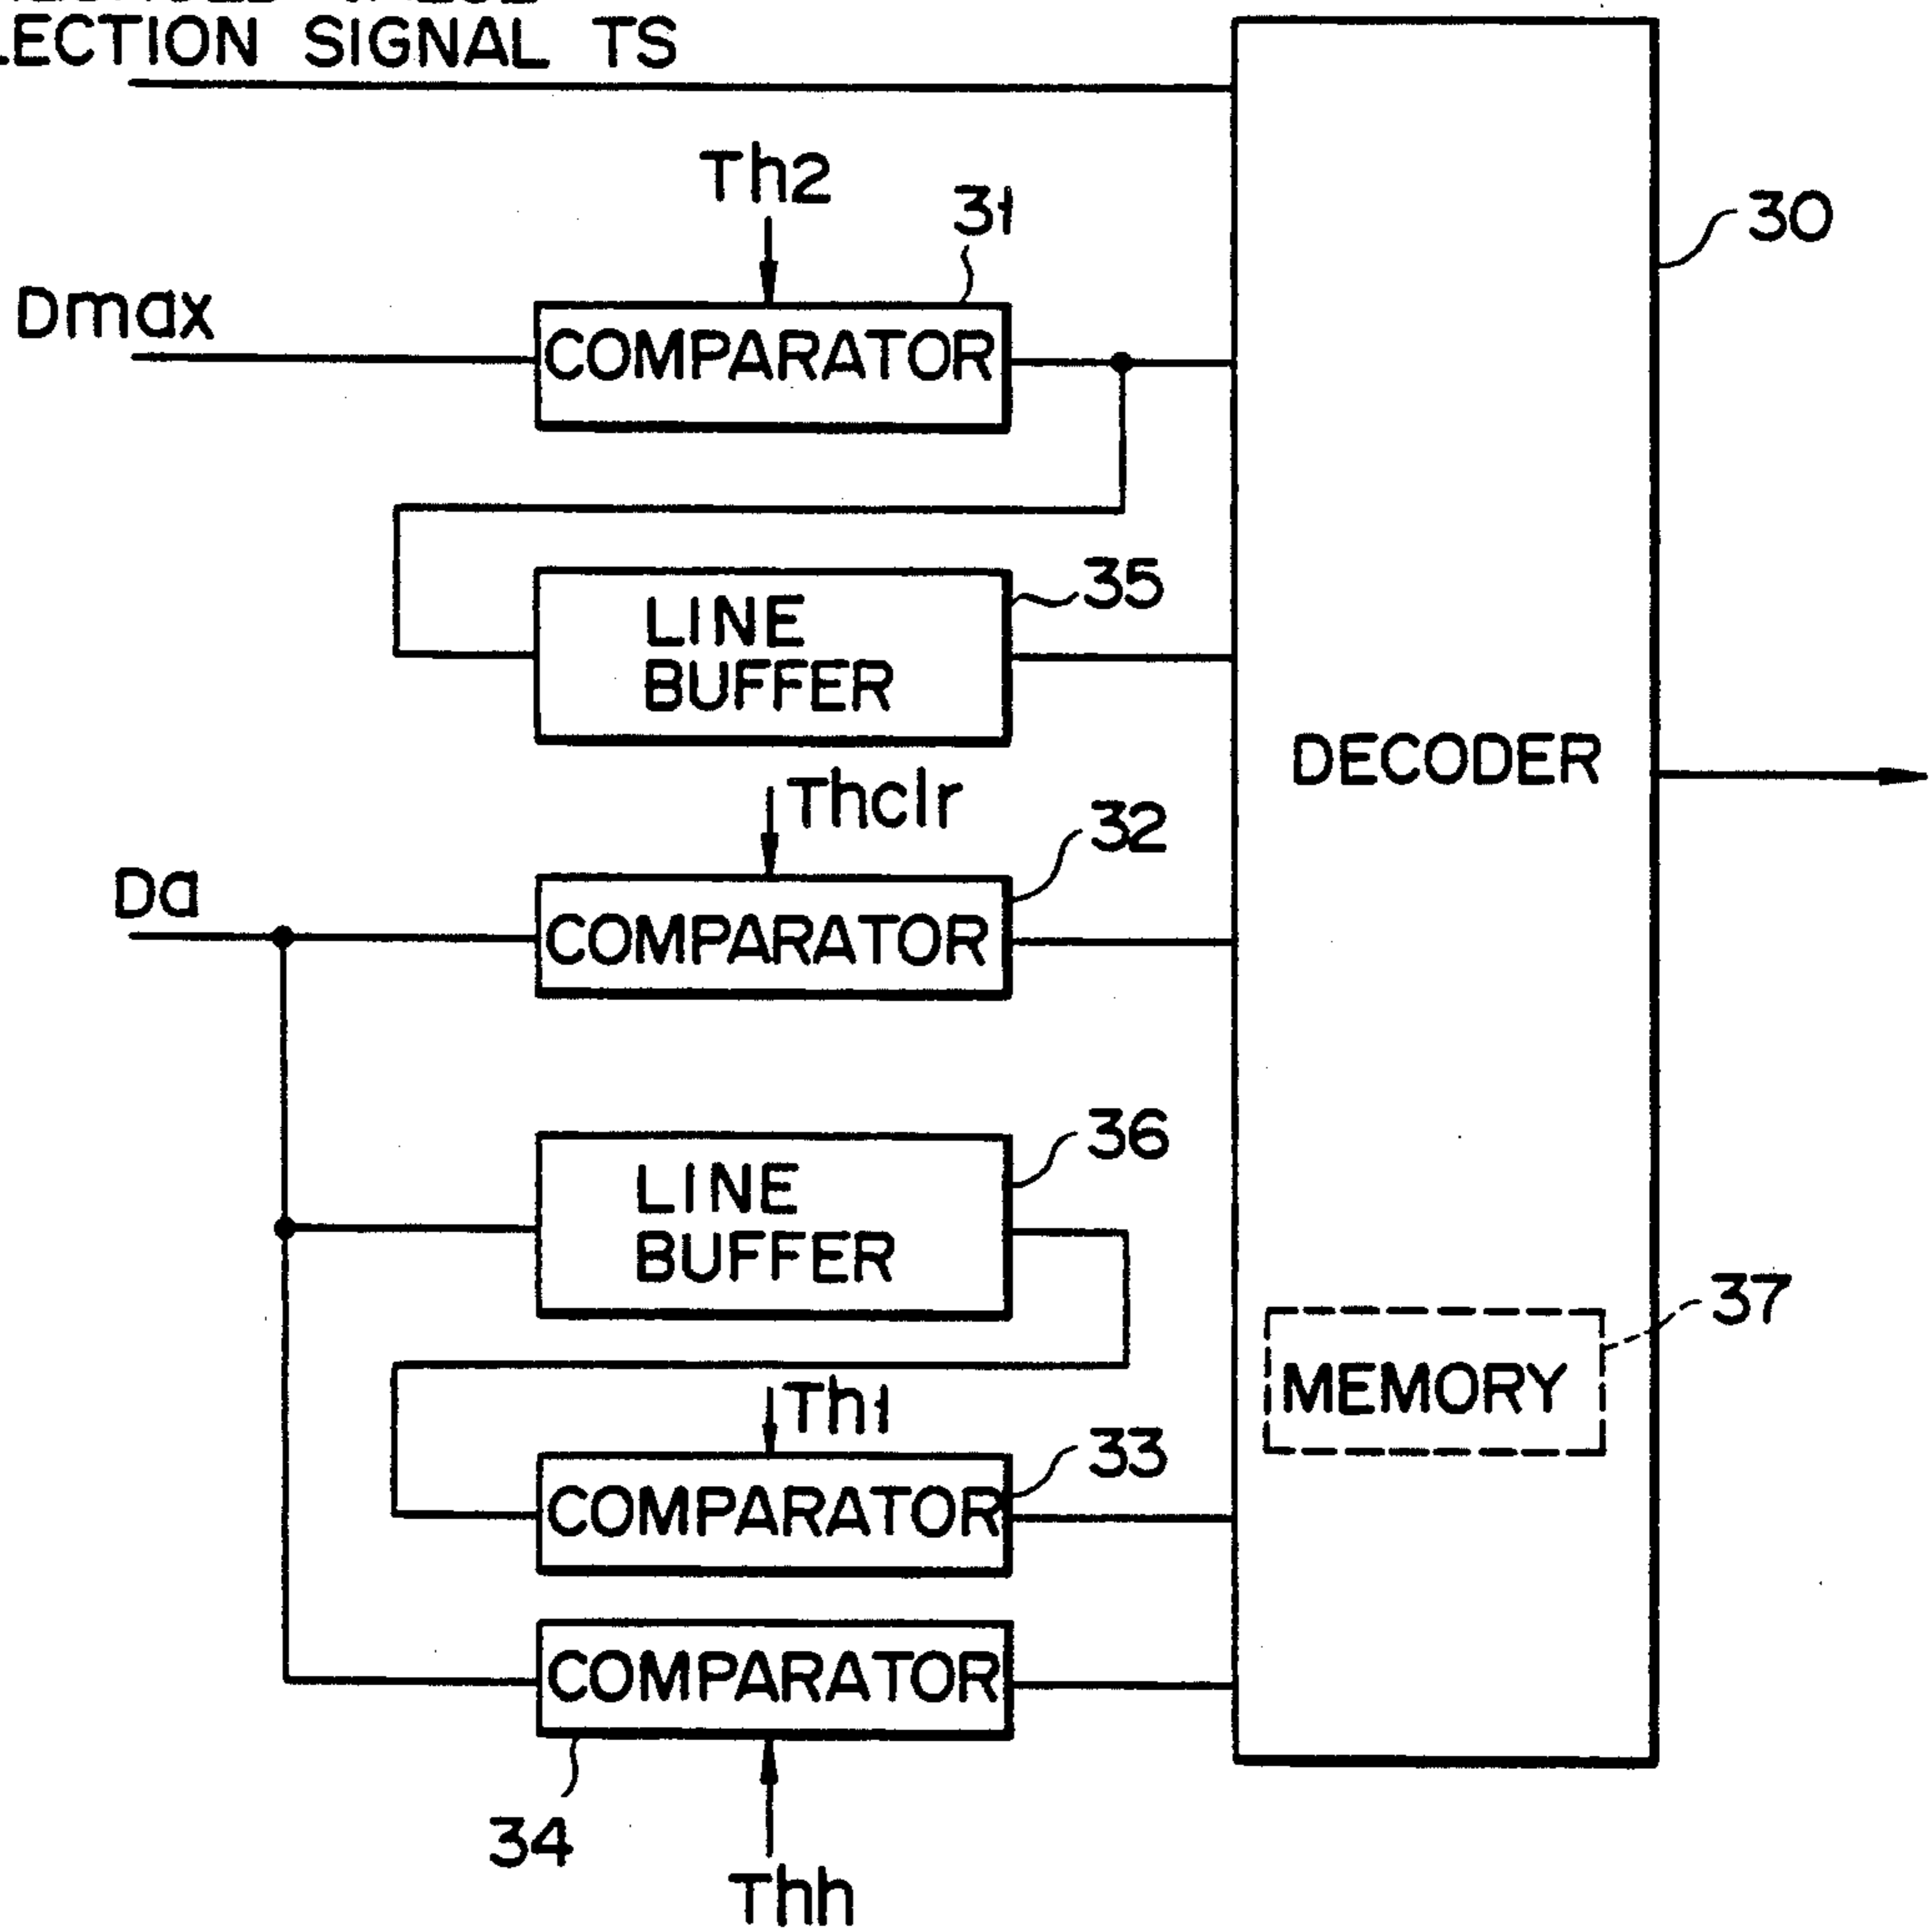 LECTION SIGNAL TS
Th2
31
30
Dmax
COMPARATOR
35
LINE
BUFFER
DECODER
Thclr
32
Da
COMPARATOR
36
LINE
BUFFER
37
MEMORY
Th1
33
COMPARATOR
COMPARATOR
34
Thh